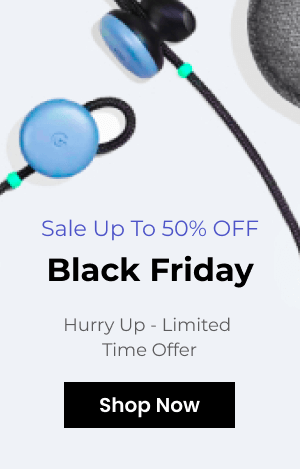 Sale Up To 50% OFF
Black Friday
Hurry Up - Limited
Time Offer
Shop Now